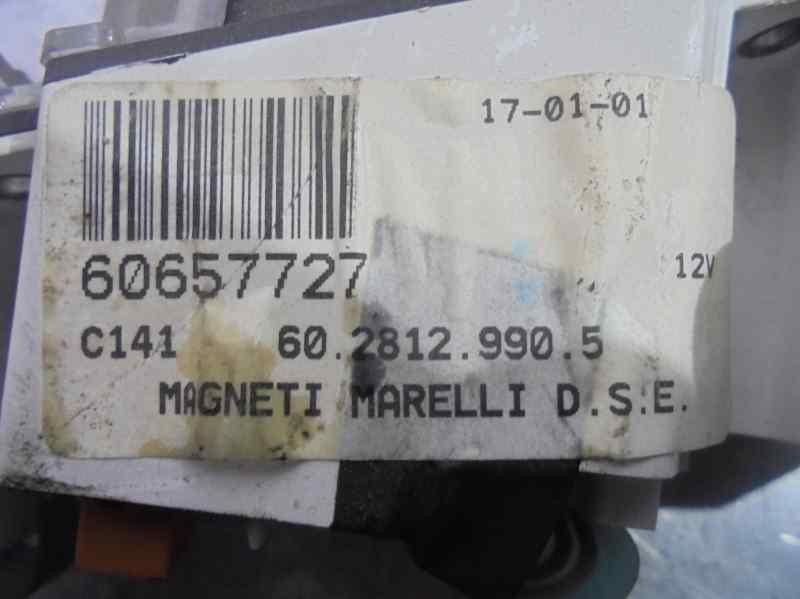 17-01-01
60657727
12V
C141 60.2812.990.5
MAGNETI MARELLI D.S.E.